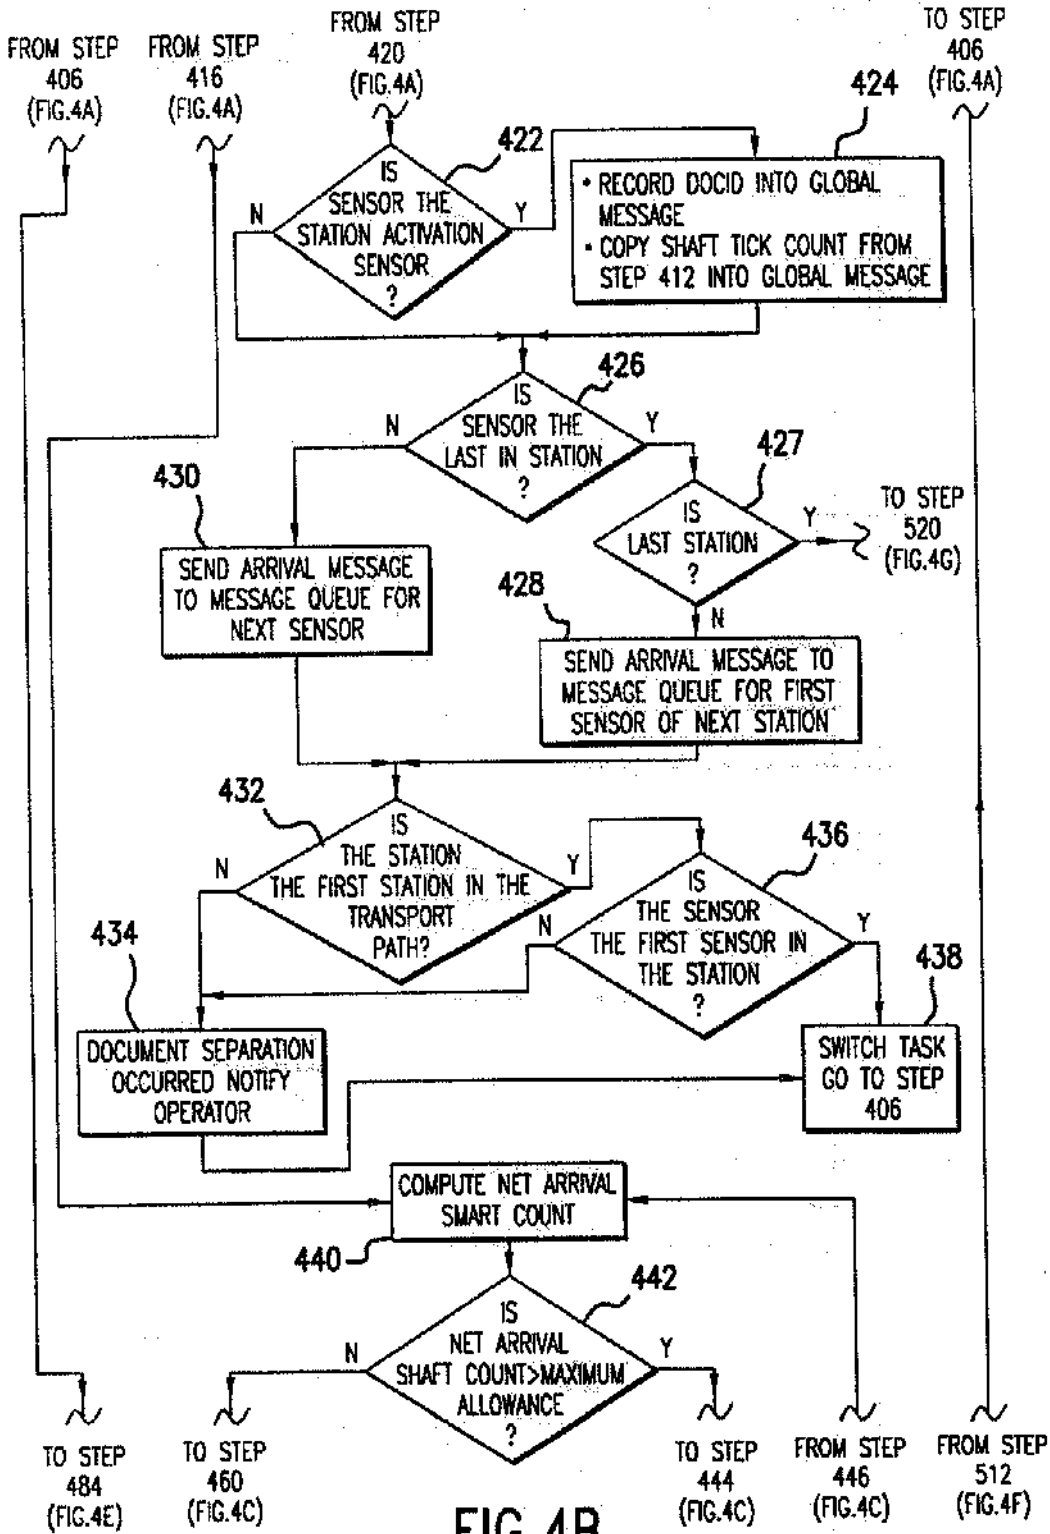 FROM STEP
406
(FIG.4A)
FROM STEP
416
(FIG.4A)
FROM STEP
420
(FIG.4A)
TO STEP
406
(FIG.4A)
422
IS
SENSOR THE
STATION ACTIVATION
SENSOR
?
N
Y
424
• RECORD DOCID INTO GLOBAL
MESSAGE
• COPY SHAFT TICK COUNT FROM
STEP 412 INTO GLOBAL MESSAGE
426
IS
SENSOR THE
LAST IN STATION
?
N
Y
427
IS
LAST STATION
?
Y
N
TO STEP
520
(FIG.4G)
430
SEND ARRIVAL MESSAGE
TO MESSAGE QUEUE FOR
NEXT SENSOR
428
SEND ARRIVAL MESSAGE TO
MESSAGE QUEUE FOR FIRST
SENSOR OF NEXT STATION
432
IS
THE STATION
THE FIRST STATION IN THE
TRANSPORT
PATH?
N
Y
436
IS
THE SENSOR
THE FIRST SENSOR IN
THE STATION
?
N
Y
434
DOCUMENT SEPARATION
OCCURRED NOTIFY
OPERATOR
438
SWITCH TASK
GO TO STEP
406
COMPUTE NET ARRIVAL
SMART COUNT
440
442
IS
NET ARRIVAL
SHAFT COUNT>MAXIMUM
ALLOWANCE
?
N
Y
TO STEP
484
(FIG.4E)
TO STEP
460
(FIG.4C)
TO STEP
444
(FIG.4C)
FROM STEP
446
(FIG.4C)
FROM STEP
512
(FIG.4F)
FIG.4B